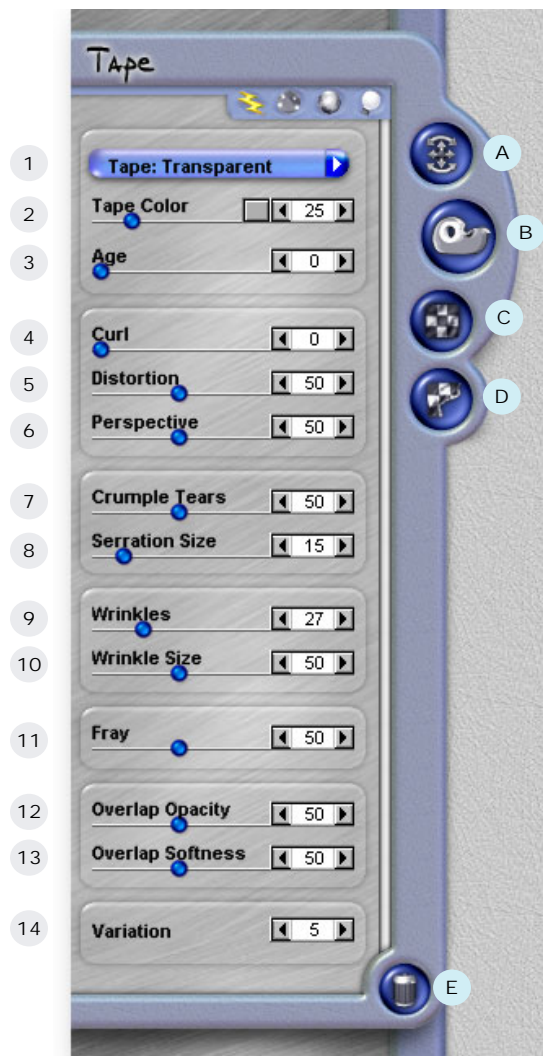 Tape
A
1 Tape: Transparent
2 Tape Color 25
B
3 Age 0
C
4 Curl 0
5 Distortion 50
D
6 Perspective 50
7 Crumple Tears 50
8 Serration Size 15
9 Wrinkles 27
10 Wrinkle Size 50
11 Fray 50
12 Overlap Opacity 50
13 Overlap Softness 50
14 Variation 5
E